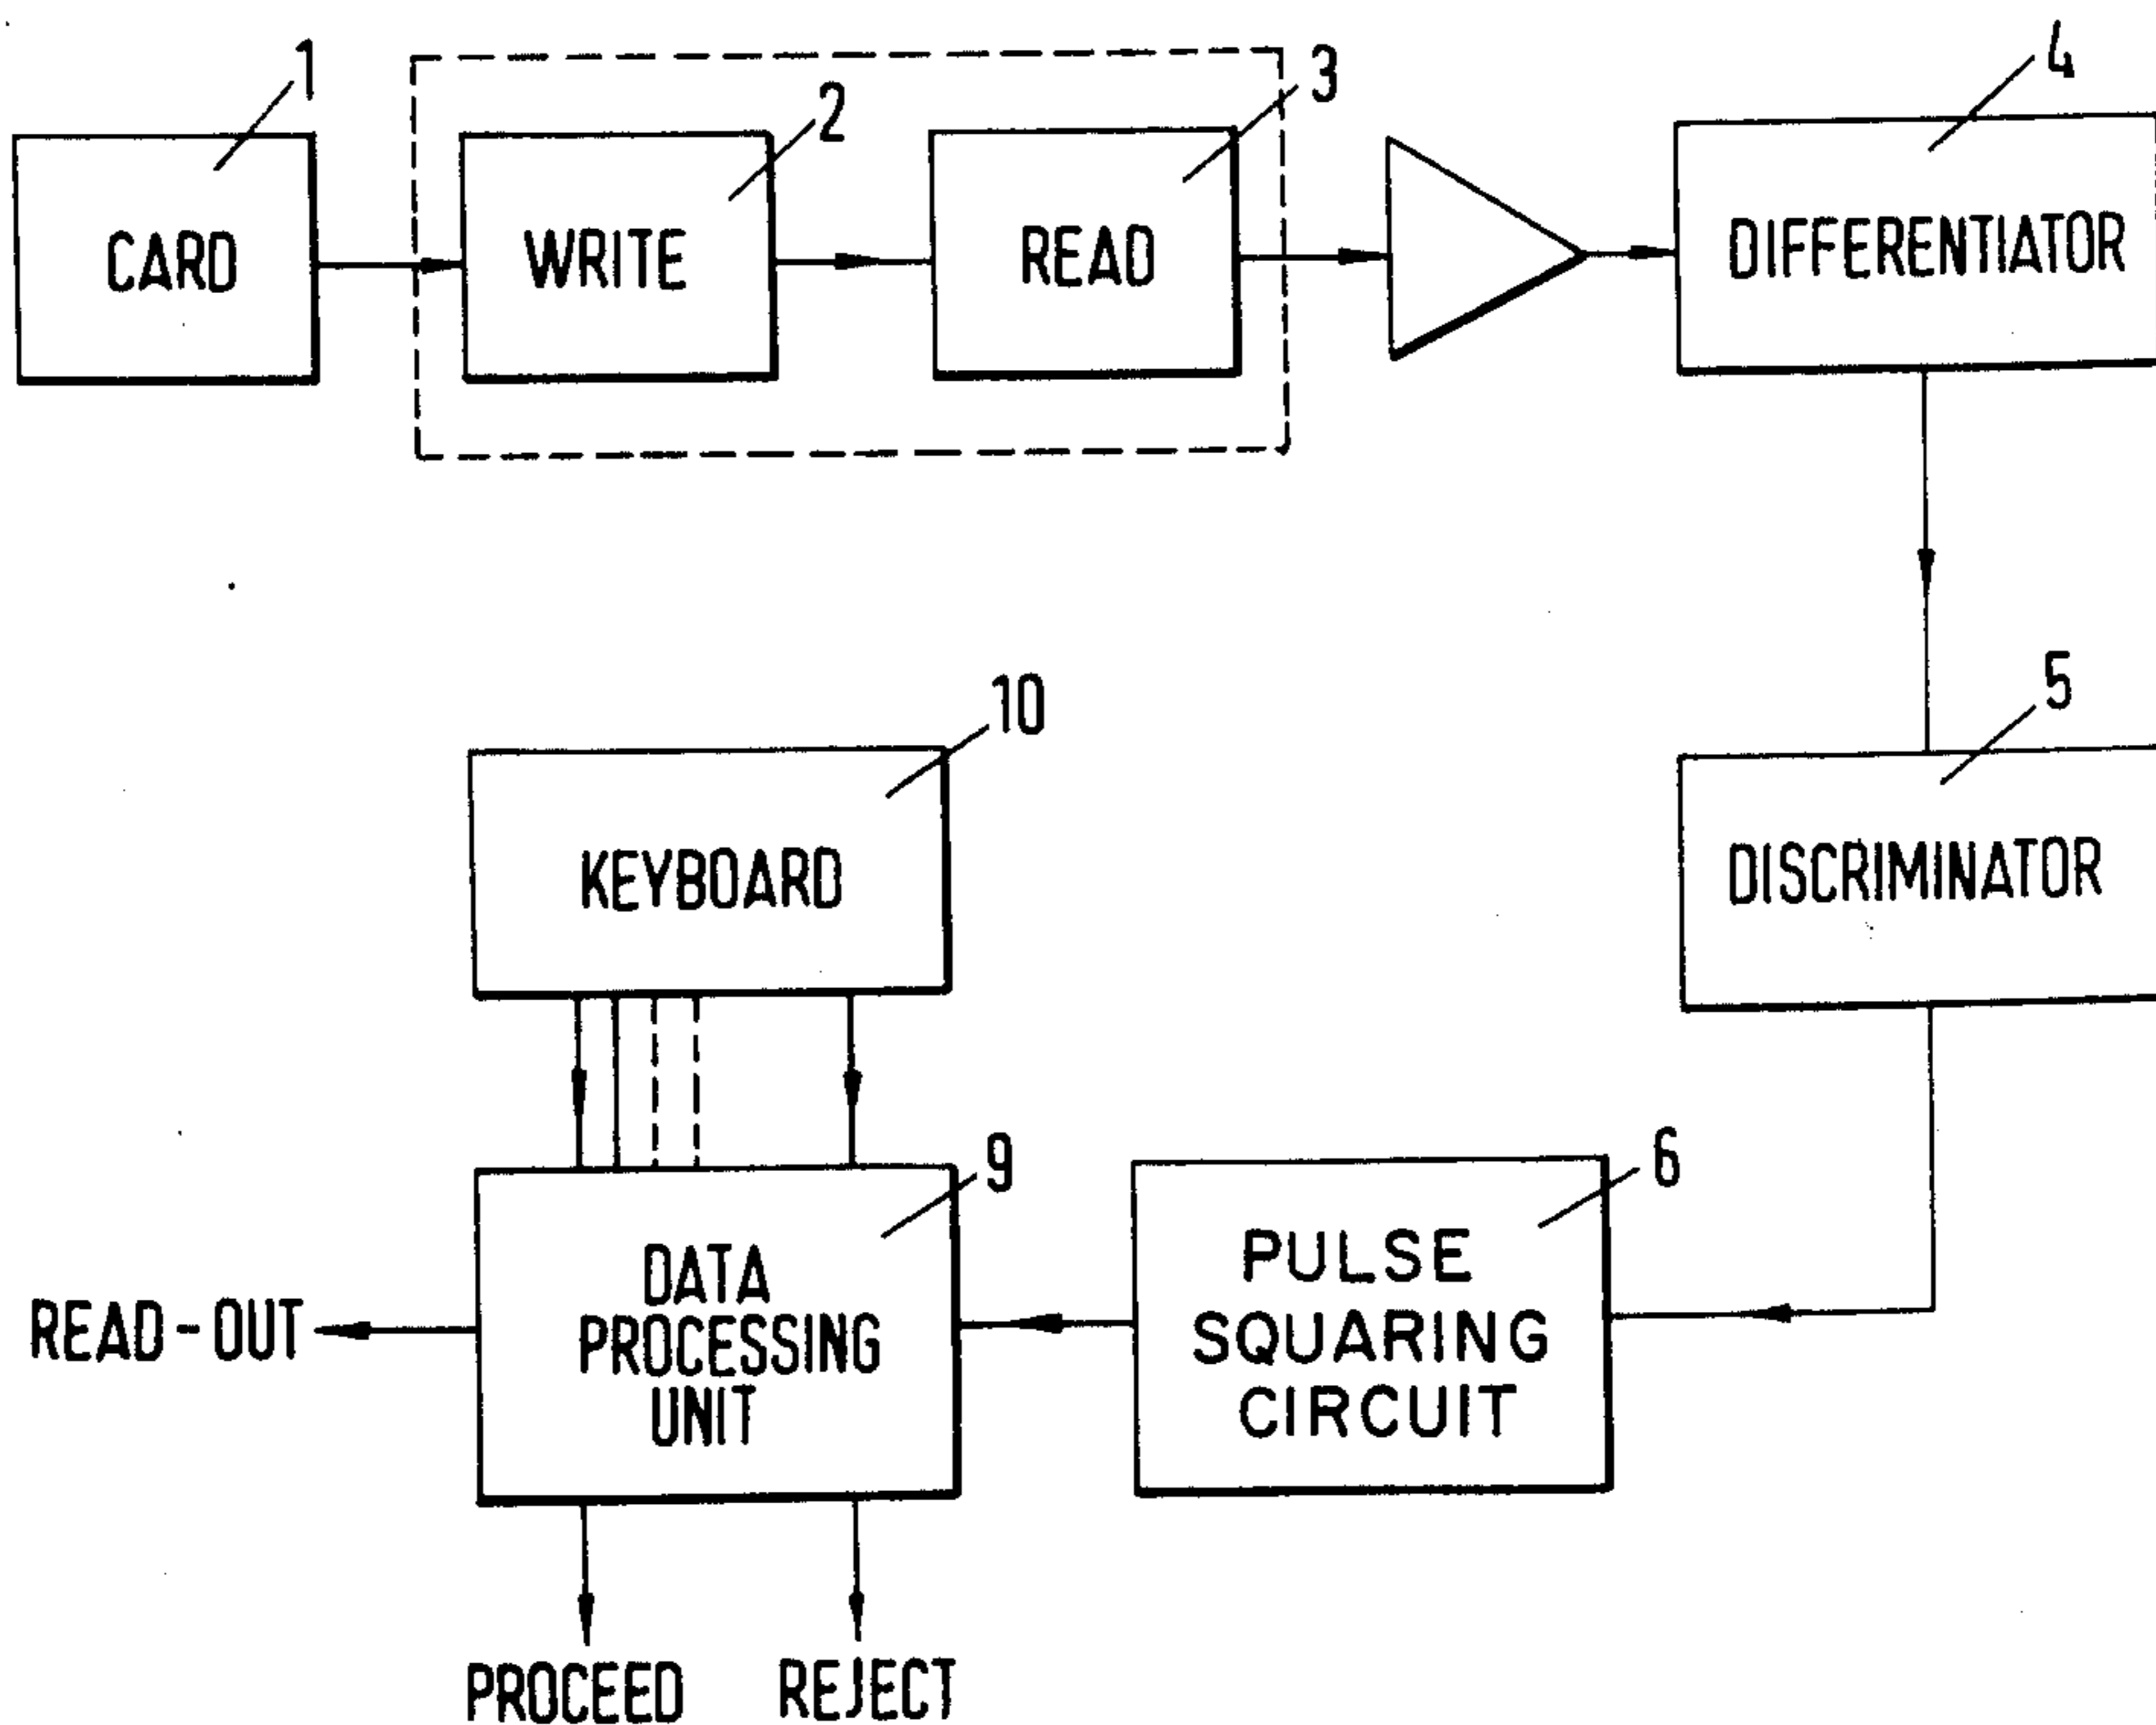 1
2
3
4
CARD
WRITE
READ
DIFFERENTIATOR
5
10
KEYBOARD
DISCRIMINATOR
9
6
DATA
PROCESSING
UNIT
PULSE
SQUARING
CIRCUIT
READ-OUT
PROCEED
REJECT